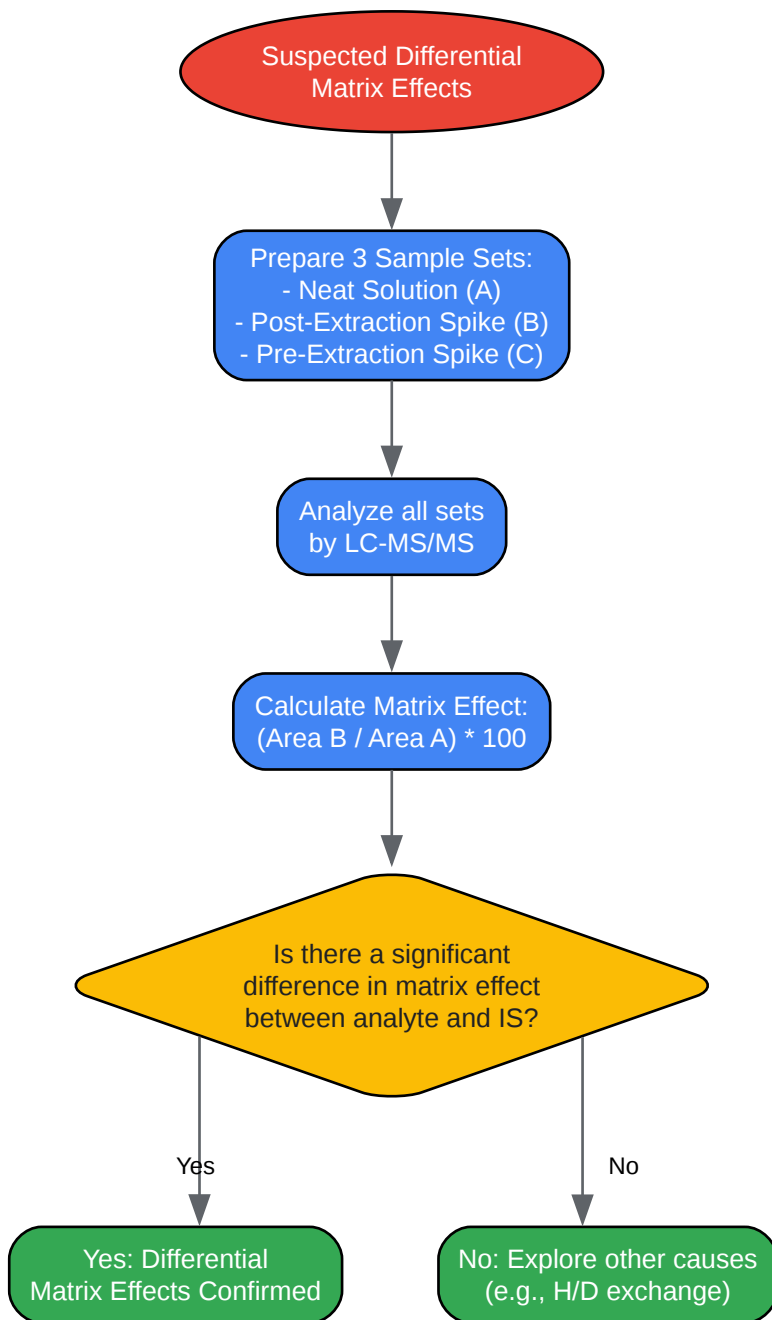 Suspected Differential
Matrix Effects
Prepare 3 Sample Sets:
- Neat Solution (A)
- Post-Extraction Spike (B)
- Pre-Extraction Spike (C)
Analyze all sets
by LC-MS/MS
Calculate Matrix Effect:
(Area B / Area A) * 100
Is there a significant
difference in matrix effect
between analyte and IS?
Yes
No
Yes: Differential
Matrix Effects Confirmed
No: Explore other causes
(e.g., H/D exchange)